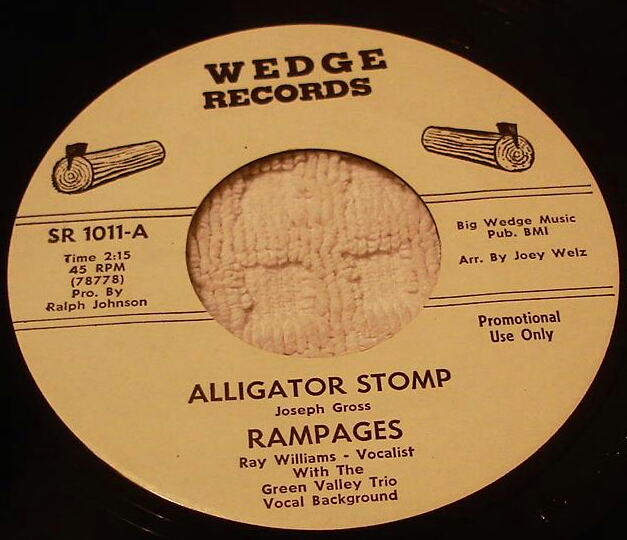 WEDGE
RECORDS
SR 1011-A
Time 2:15
45 RPM
(78778)
Pro. By
Ralph Johnson
Big Wedge Music
Pub. BMI
Arr. By Joey Welz
Promotional
Use Only
ALLIGATOR STOMP
Joseph Gross
RAMPAGES
Ray Williams - Vocalist
With The
Green Valley Trio
Vocal Background